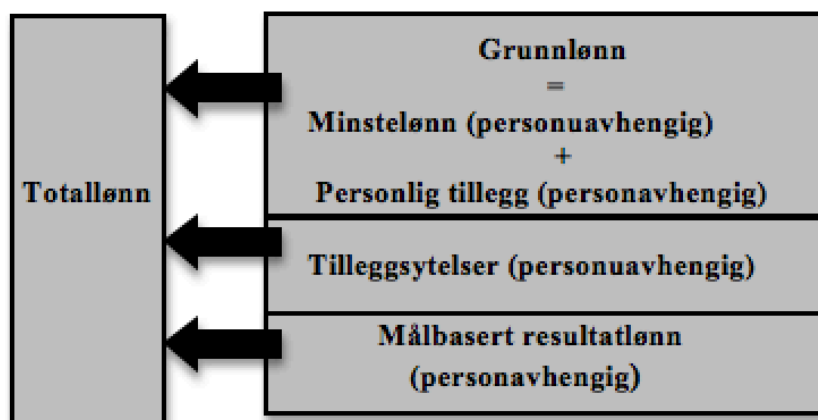 Totallønn
Grunnlønn
=
Minstelønn (personuavhengig)
+
Personlig tillegg (personavhengig)
Tilleggsytelser (personuavhengig)
Målbasert resultatlønn
(personavhengig)